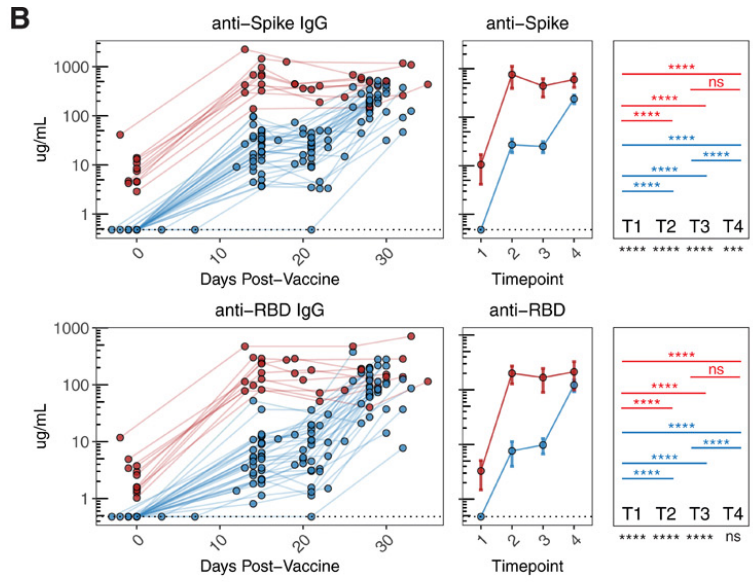 B
anti-Spike IgG
anti-Spike
1000
100
10
1
ug/mL
0
10
20
30
Days Post-Vaccine
1
2
3
4
Timepoint
****
ns
****
****
****
****
****
****
T1 T2 T3 T4
**** **** **** ***
anti-RBD IgG
anti-RBD
1000
100
10
1
ug/mL
0
10
20
30
Days Post-Vaccine
1
2
3
4
Timepoint
****
ns
****
****
****
****
****
****
T1 T2 T3 T4
**** **** **** ns